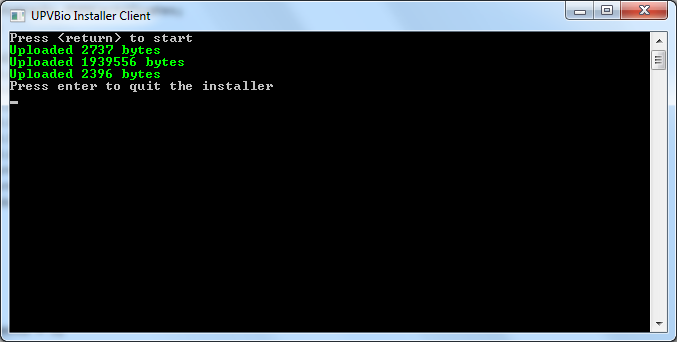 UPVBio Installer Client
Press <return> to start
Uploaded 2737 bytes
Uploaded 1939556 bytes
Uploaded 2396 bytes
Press enter to quit the installer